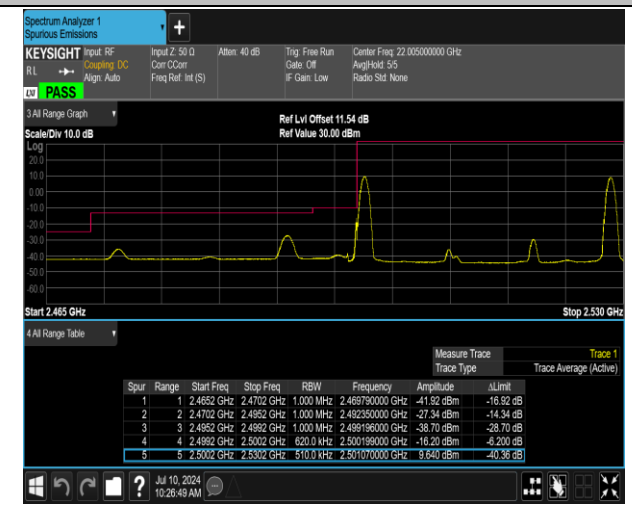 Spectrum Analyzer 1
Spurious Emissions
+
KEYSIGHT Input: RF Input Z: 50 Ω Atten: 40 dB Trig: Free Run Center Freq: 22.005000000 GHz
RL Coupling: DC Corr CCorr Gate: Off Avg|Hold: 5/5
Align: Auto Freq Ref: Int (S) IF Gain: Low Radio Std: None
LXI PASS
3 All Range Graph
Ref Lvl Offset 11.54 dB
Scale/Div 10.0 dB Ref Value 30.00 dBm
Log
20.0
10.0
0.00
-10.0
-20.0
-30.0
-40.0
-50.0
-60.0
Start 2.465 GHz Stop 2.530 GHz
4 All Range Table
Measure Trace Trace 1
Trace Type Trace Average (Active)
Spur Range Start Freq Stop Freq RBW Frequency Amplitude ΔLimit
1 1 2.4652 GHz 2.4702 GHz 1.000 MHz 2.469790000 GHz -41.92 dBm -16.92 dB
2 2 2.4702 GHz 2.4952 GHz 1.000 MHz 2.492350000 GHz -27.34 dBm -14.34 dB
3 3 2.4952 GHz 2.4992 GHz 1.000 MHz 2.499196000 GHz -38.70 dBm -28.70 dB
4 4 2.4992 GHz 2.5002 GHz 620.0 kHz 2.500199000 GHz -16.20 dBm -6.200 dB
5 5 2.5002 GHz 2.5302 GHz 510.0 kHz 2.501070000 GHz 9.640 dBm -40.36 dB
? Jul 10, 2024
10:26:49 AM